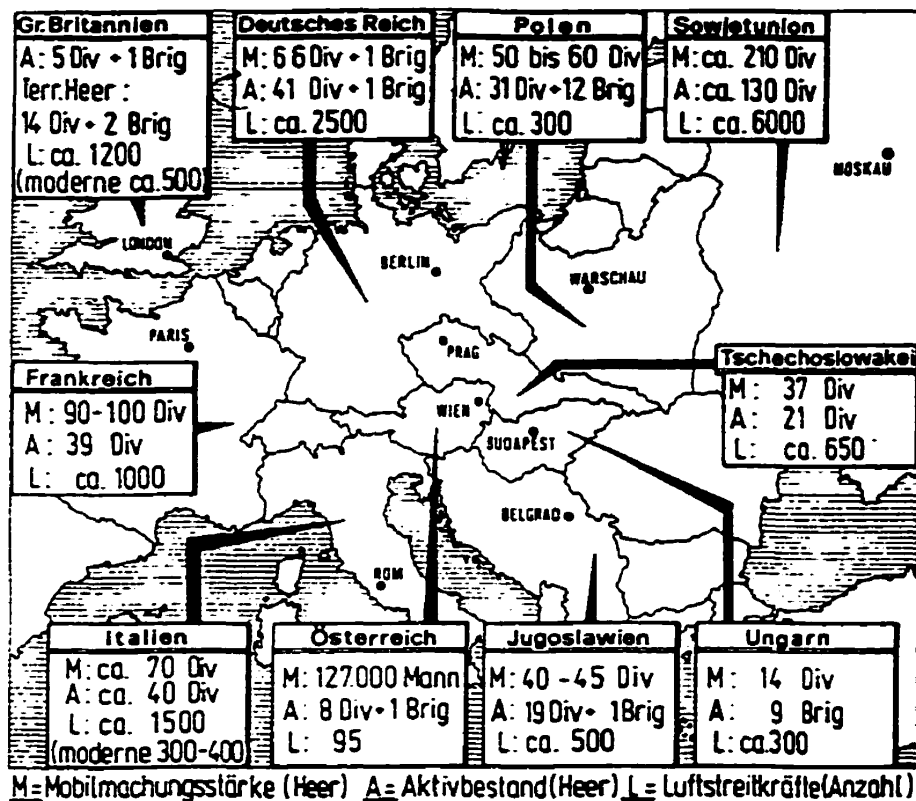 Gr. Britannien
A: 5 Div + 1 Brig
Terr. Heer:
14 Div + 2 Brig
L: ca. 1200
(moderne ca. 500)
Deutsches Reich
M: 66 Div + 1 Brig
A: 41 Div + 1 Brig
L: ca. 2500
Polen
M: 50 bis 60 Div
A: 31 Div + 12 Brig
L: ca. 300
Sowjetunion
M: ca. 210 Div
A: ca. 130 Div
L: ca. 6000
MOSKAU
LONDON
BERLIN
WARSCHAU
PARIS
PRAG
Frankreich
M: 90-100 Div
A: 39 Div
L: ca. 1000
Tschechoslowakei
M: 37 Div
A: 21 Div
L: ca. 650
WIEN
BUDAPEST
BELGRAD
ROM
Italien
M: ca. 70 Div
A: ca. 40 Div
L: ca. 1500
(moderne 300-400)
Österreich
M: 127.000 Mann
A: 8 Div + 1 Brig
L: 95
Jugoslawien
M: 40-45 Div
A: 19 Div + 1 Brig
L: ca. 500
Ungarn
M: 14 Div
A: 9 Brig
L: ca. 300
M = Mobilmachungsstärke (Heer) A = Aktivbestand (Heer) L = Luftstreitkräfte (Anzahl)